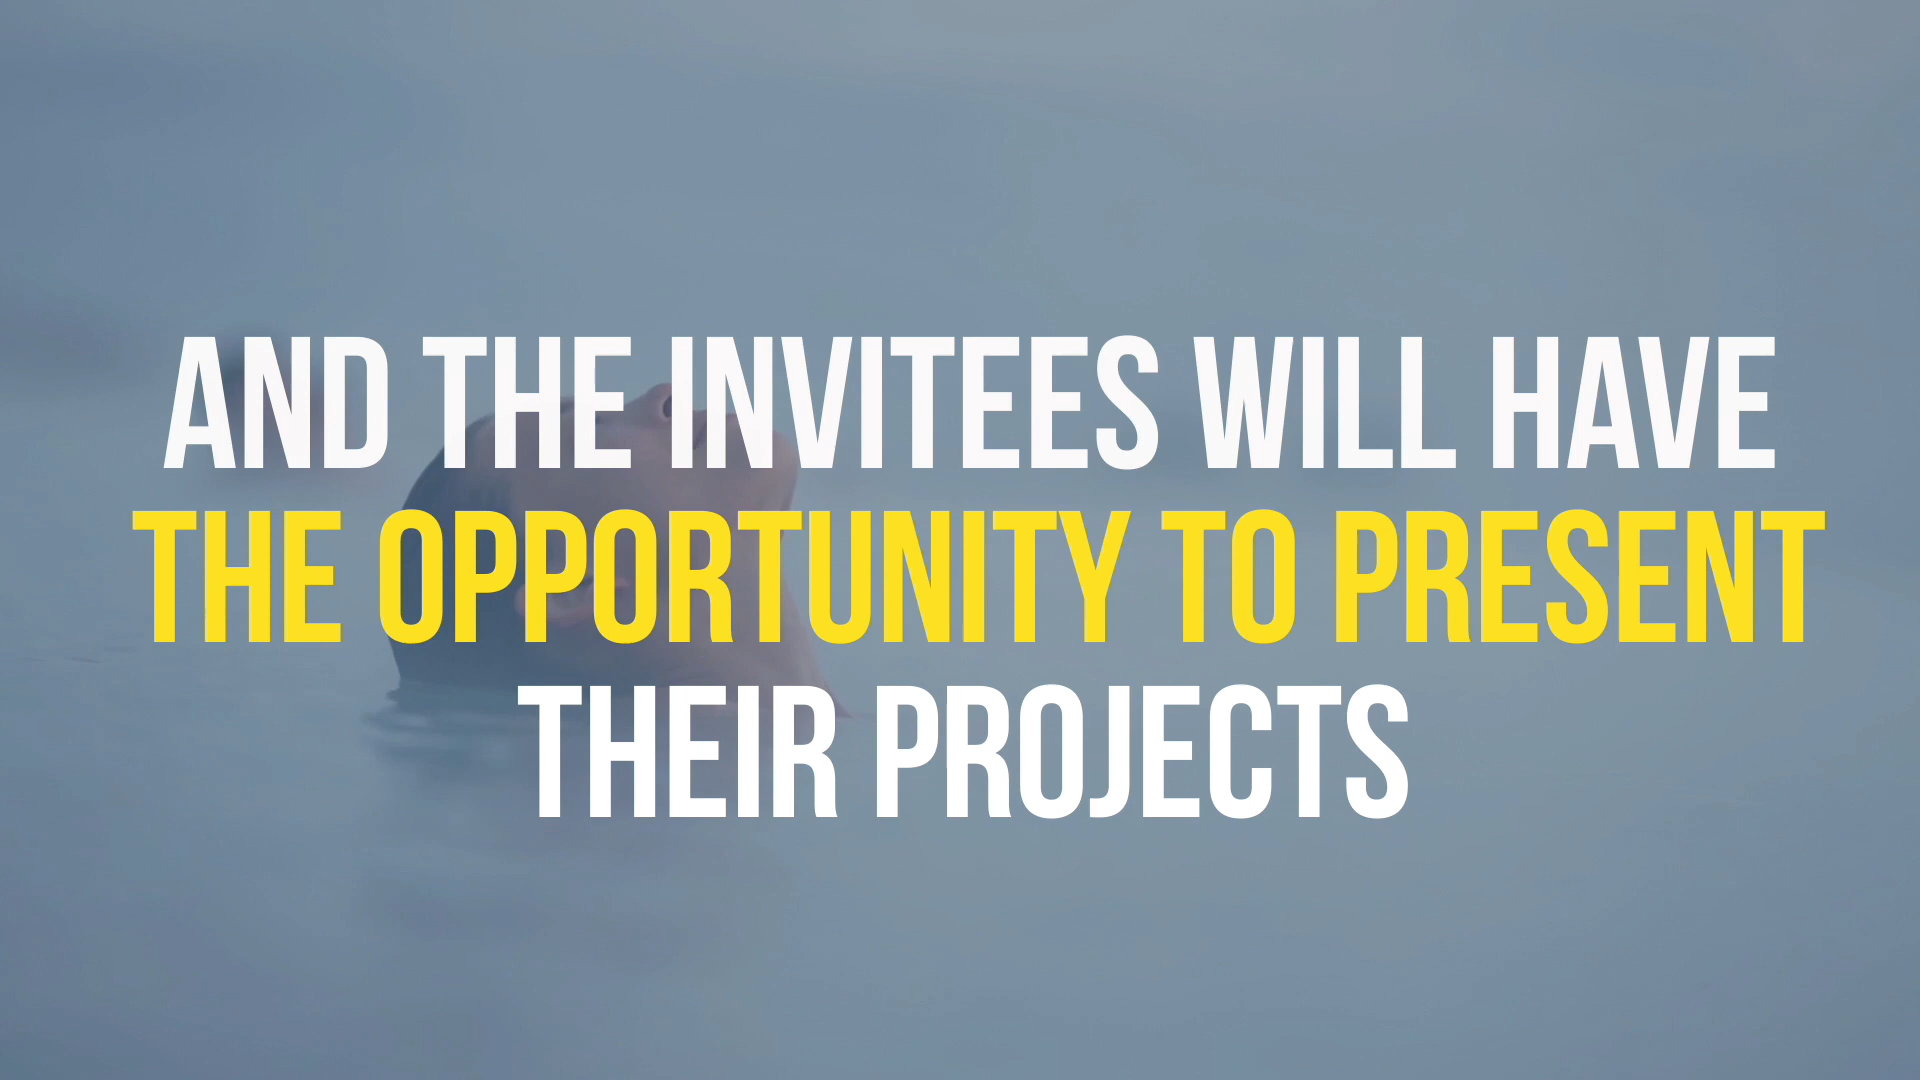 AND THE INVITEES WILL HAVE
THE OPPORTUNITY TO PRESENT
THEIR PROJECTS